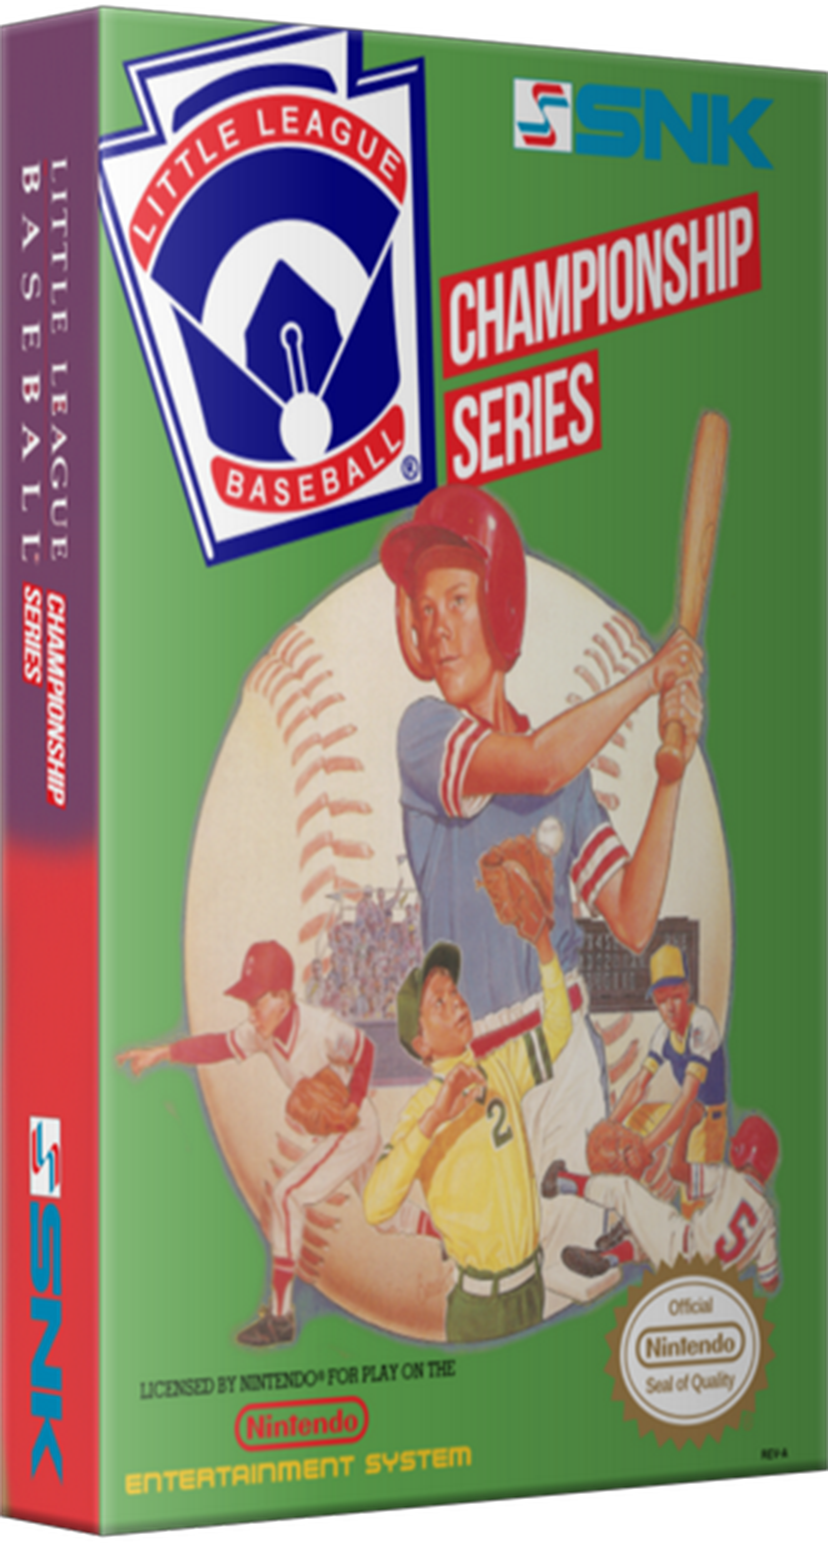 LITTLE LEAGUE
BASEBALL
CHAMPIONSHIP
SERIES
SNK
LITTLE LEAGUE
BASEBALL
®
SNK
CHAMPIONSHIP
SERIES
2
5
Official
Nintendo
Seal of Quality
LICENSED BY NINTENDO® FOR PLAY ON THE
Nintendo
ENTERTAINMENT SYSTEM
REV-A